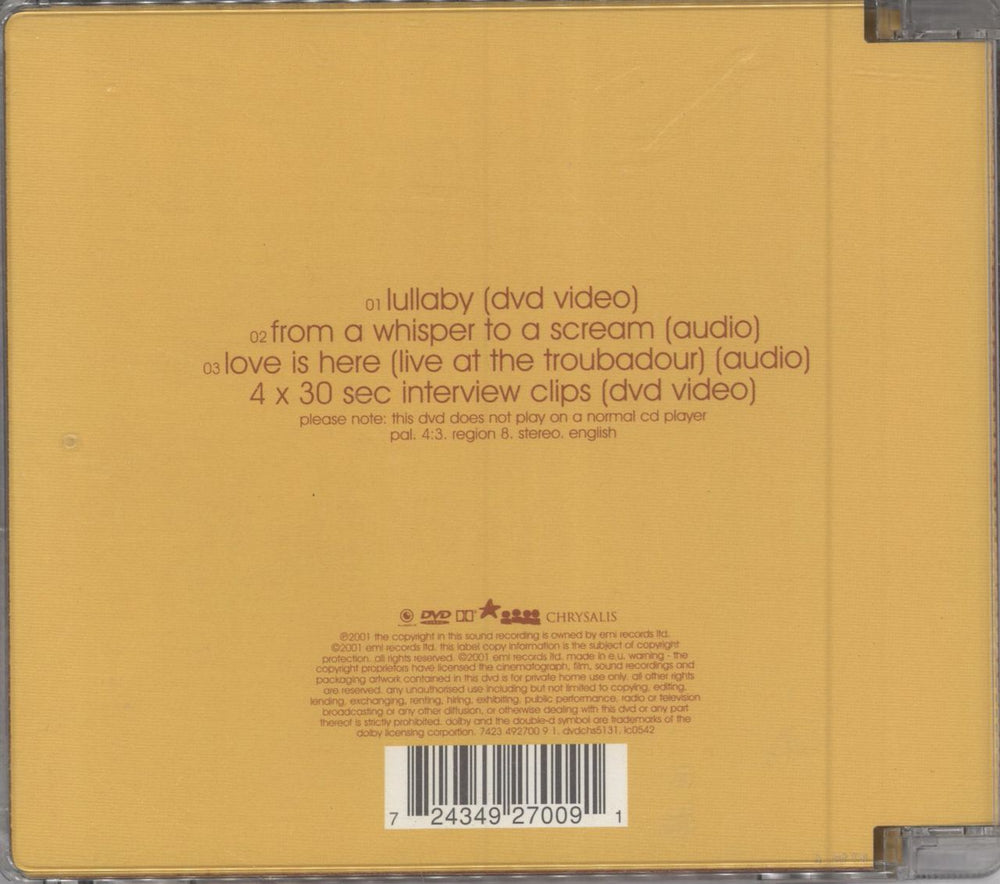 01 lullaby (dvd video)
02 from a whisper to a scream (audio)
03 love is here (live at the troubadour) (audio)
4 x 30 sec interview clips (dvd video)
please note: this dvd does not play on a normal cd player
pal. 4:3. region 8. stereo. english
DVD CHRYSALIS
℗2001 the copyright in this sound recording is owned by emi records ltd.
©2001 emi records ltd. this label copy information is the subject of copyright
protection. all rights reserved. ©2001 emi records ltd. made in e.u. warning - the
copyright proprietors have licensed the cinematograph, film, sound recordings and
packaging artwork contained in this dvd is for private home use only. all other rights
are reserved. any unauthorised use including but not limited to copying, editing,
lending, exchanging, renting, hiring, exhibiting, public performance, radio or television
broadcasting or any other diffusion, or otherwise dealing with this dvd or any part
thereof is strictly prohibited. dolby and the double-d symbol are trademarks of the
dolby licensing corportion. 7423 492700 9 1. dvdchs5131. lc0542
7 24349 27009 1